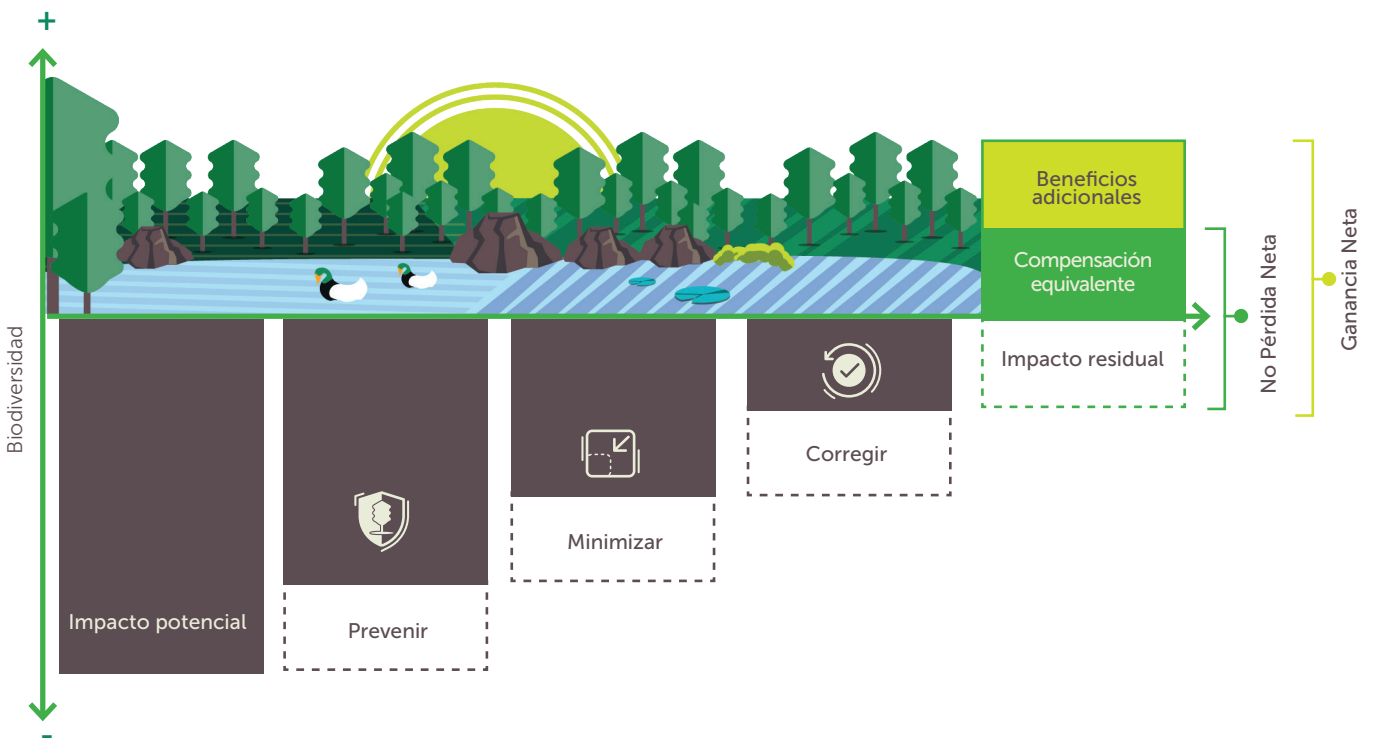 +
Biodiversidad
-
Impacto potencial
Prevenir
Minimizar
Corregir
Beneficios
adicionales
Compensación
equivalente
Impacto residual
No Pérdida Neta
Ganancia Neta